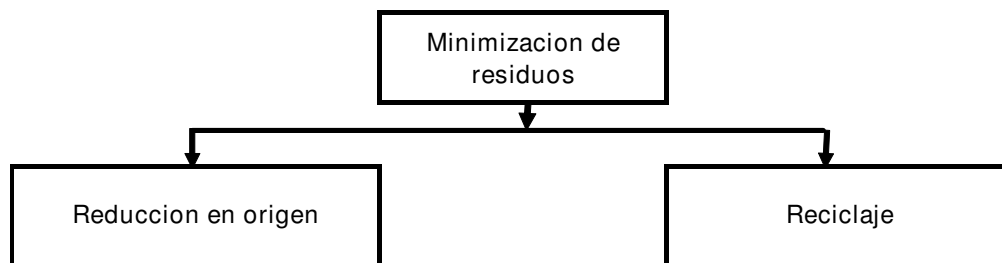 Minimizacion de
residuos
Reduccion en origen
Reciclaje